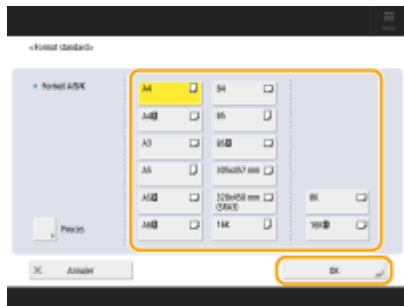 <Format standard>
Format A/B/K
A4
A4R
A3
A5
A5R
A6R
B4
B5
B5R
305x457 mm
320x450 mm
(SRA3)
16K
8K
16KR
Pouces
Annuler
OK